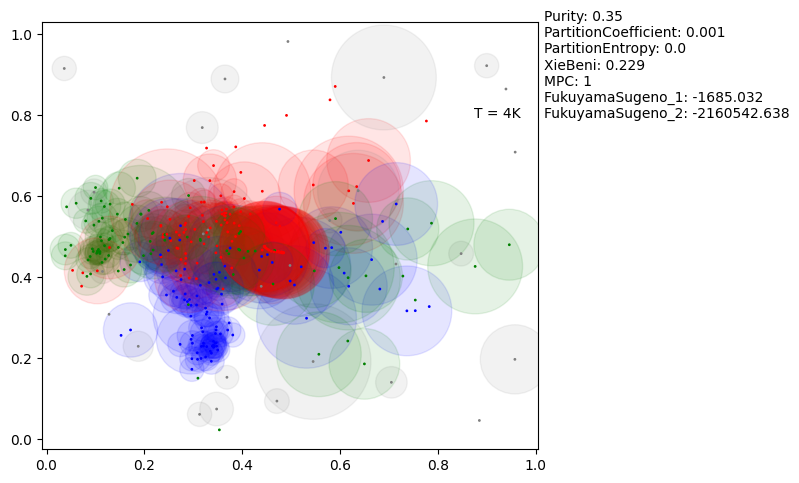 Purity: 0.35
PartitionCoefficient: 0.001
PartitionEntropy: 0.0
XieBeni: 0.229
MPC: 1
FukuyamaSugeno_1: -1685.032
FukuyamaSugeno_2: -2160542.638
T = 4K
1.0
0.8
0.6
0.4
0.2
0.0
0.0 0.2 0.4 0.6 0.8 1.0